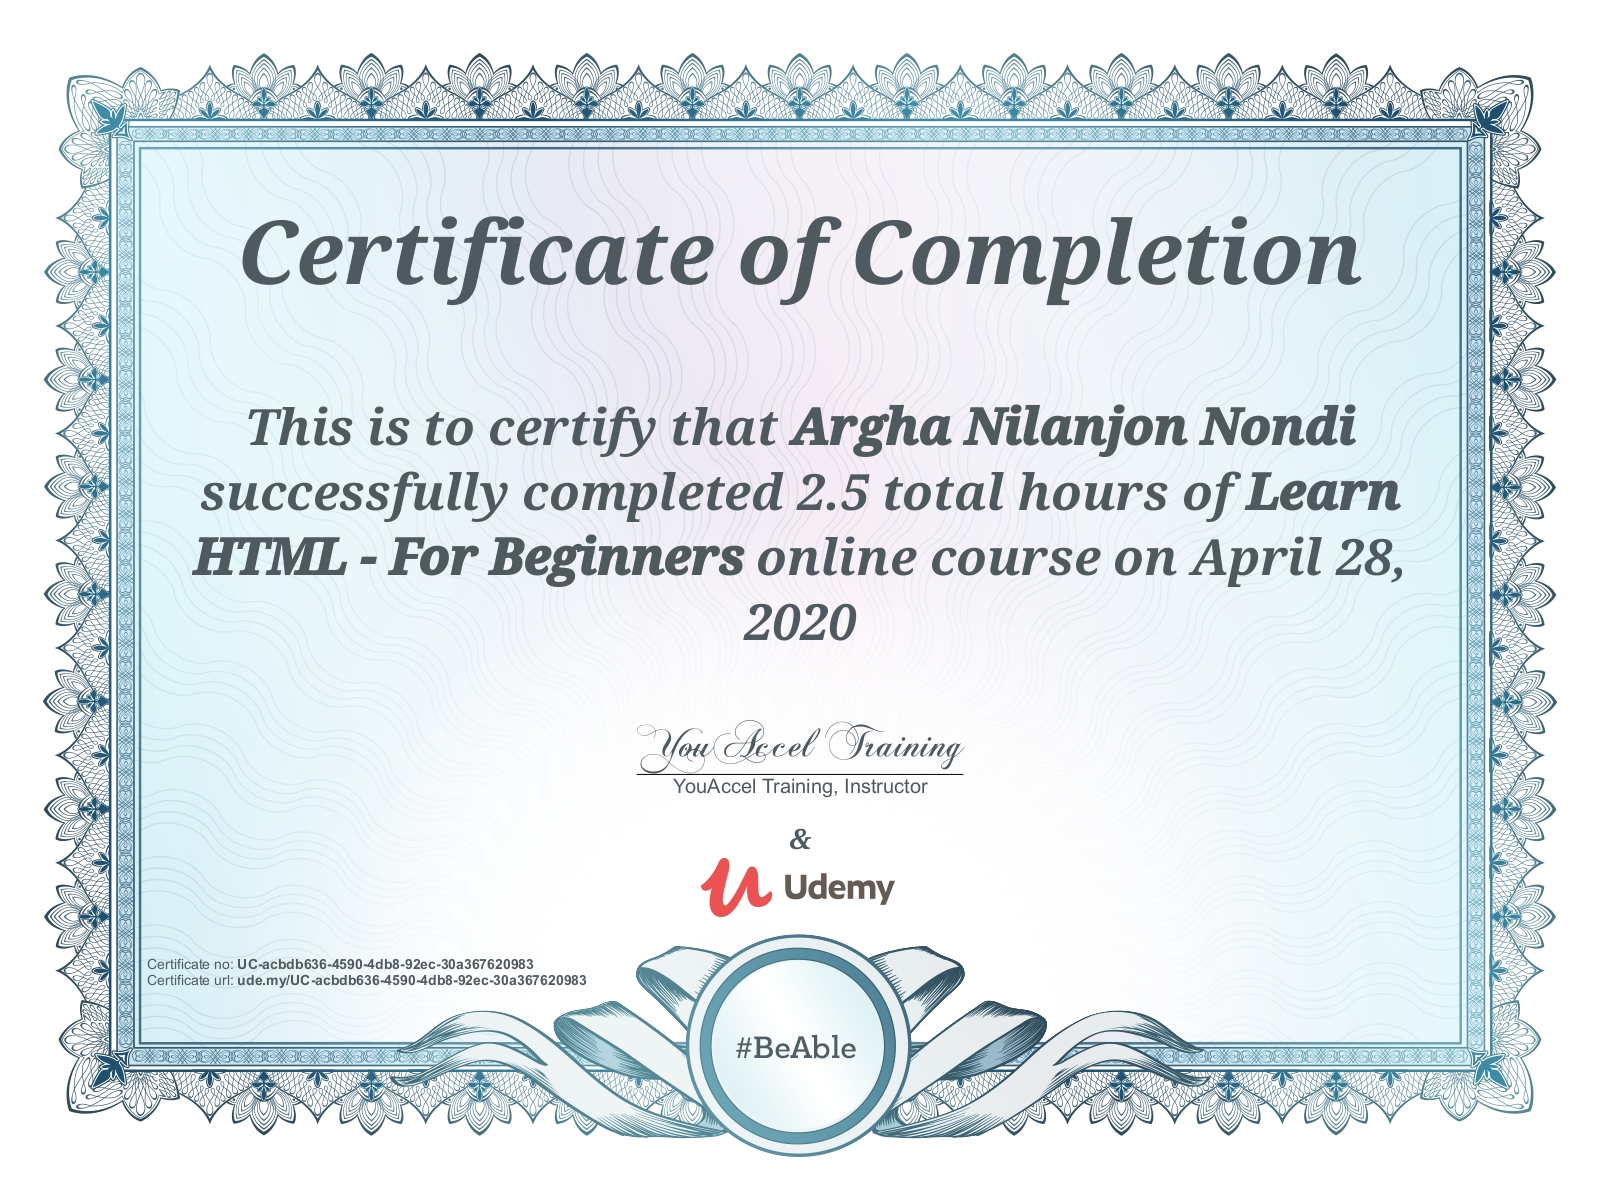 Certificate of Completion
This is to certify that Argha Nilanjon Nondi
successfully completed 2.5 total hours of Learn
HTML - For Beginners online course on April 28,
2020
YouAccel Training
YouAccel Training, Instructor
&
Udemy
Certificate no: UC-acbdb636-4590-4db8-92ec-30a367620983
Certificate url: ude.my/UC-acbdb636-4590-4db8-92ec-30a367620983
#BeAble